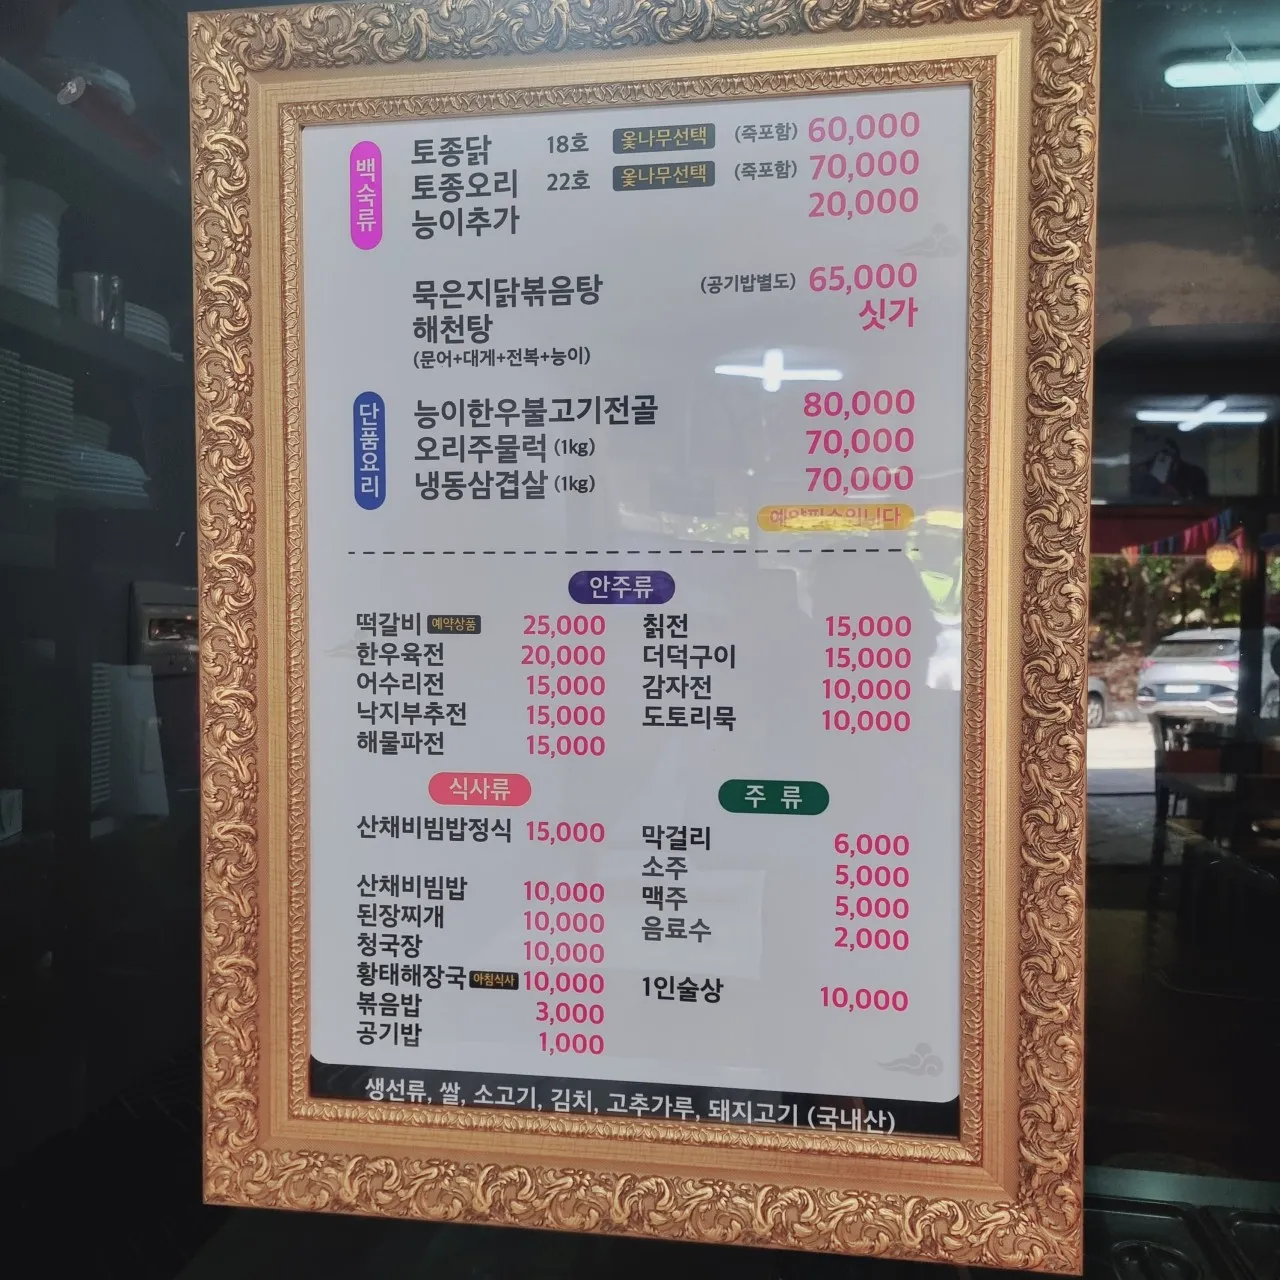 백숙류
토종닭 18호 옻나무선택 (죽포함) 60,000
토종오리 22호 옻나무선택 (죽포함) 70,000
능이추가 20,000
묵은지닭볶음탕 (공기밥별도) 65,000
해천탕 싯가
(문어+대게+전복+능이)
단품요리
능이한우불고기전골 80,000
오리주물럭 (1kg) 70,000
냉동삼겹살 (1kg) 70,000
예약필수입니다
안주류
떡갈비 예약상품 25,000
한우육전 20,000
어수리전 15,000
낙지부추전 15,000
해물파전 15,000
칡전 15,000
더덕구이 15,000
감자전 10,000
도토리묵 10,000
식사류
산채비빔밥정식 15,000
산채비빔밥 10,000
된장찌개 10,000
청국장 10,000
황태해장국 아침식사 10,000
볶음밥 3,000
공기밥 1,000
주 류
막걸리 6,000
소주 5,000
맥주 5,000
음료수 2,000
1인술상 10,000
생선류, 쌀, 소고기, 김치, 고추가루, 돼지고기 (국내산)